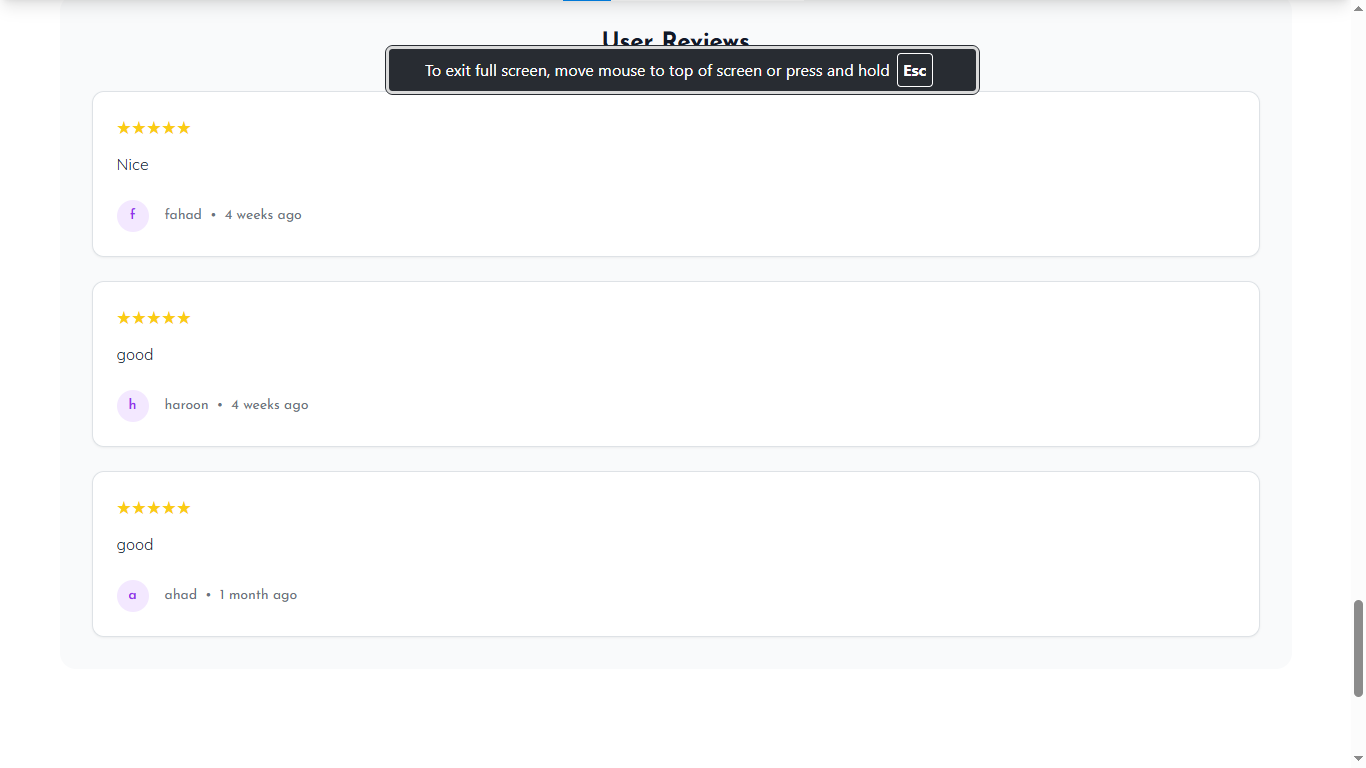 User Reviews
To exit full screen, move mouse to top of screen or press and hold Esc
★★★★★
Nice
f fahad • 4 weeks ago
★★★★★
good
h haroon • 4 weeks ago
★★★★★
good
a ahad • 1 month ago